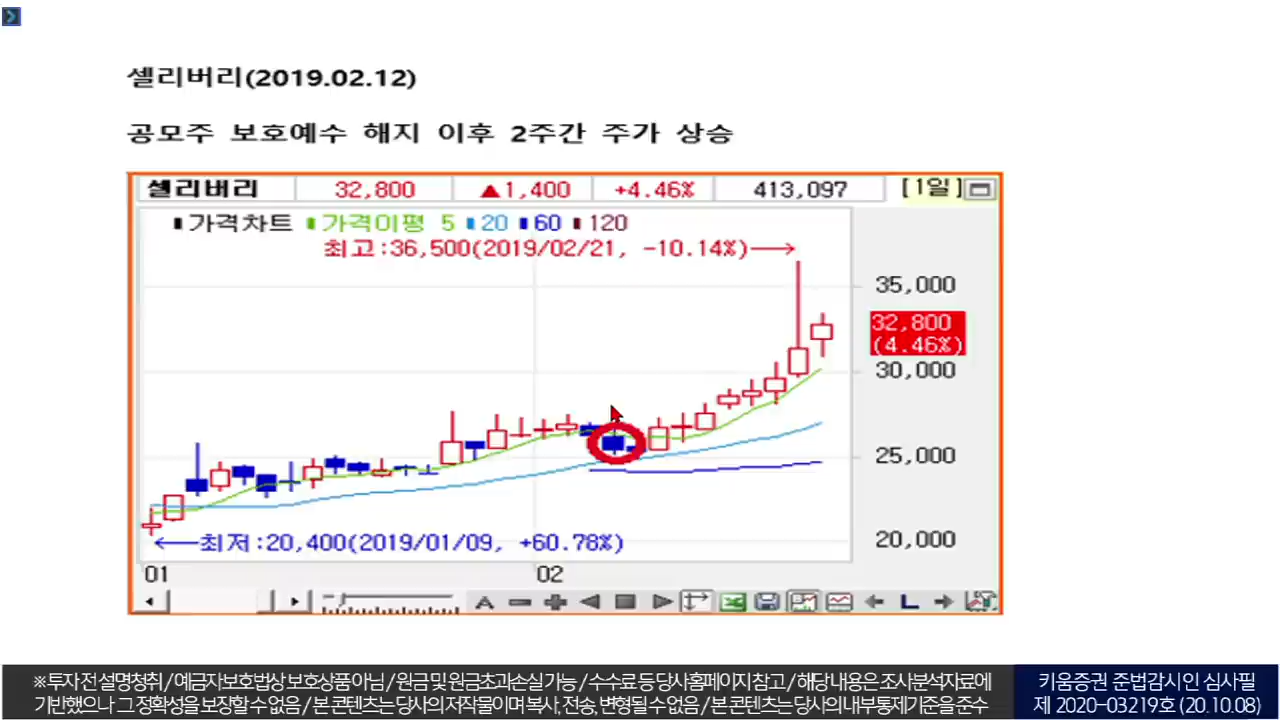 셀리버리(2019.02.12)
공모주 보호예수 해지 이후 2주간 주가 상승
셀리버리 32,800 ▲1,400 +4.46% 413,097 [1일]
가격차트 가격이평 5 20 60 120
최고:36,500(2019/02/21, -10.14%)→
35,000
32,800
(4.46%)
30,000
25,000
←최저:20,400(2019/01/09, +60.78%)
20,000
01 02
※투자 전 설명청취 / 예금자보호법상 보호상품 아님 / 원금 및 원금초과손실 가능 / 수수료 등 당사홈페이지 참고 / 해당 내용은 조사분석자료에
기반했으나 그 정확성을 보장할 수 없음 / 본 콘텐츠는 당사의 저작물이며 복사, 전송, 변형될 수 없음 / 본 콘텐츠는 당사의 내부통제기준을 준수
키움증권 준법감시인 심사필
제 2020-03219호 (20.10.08)